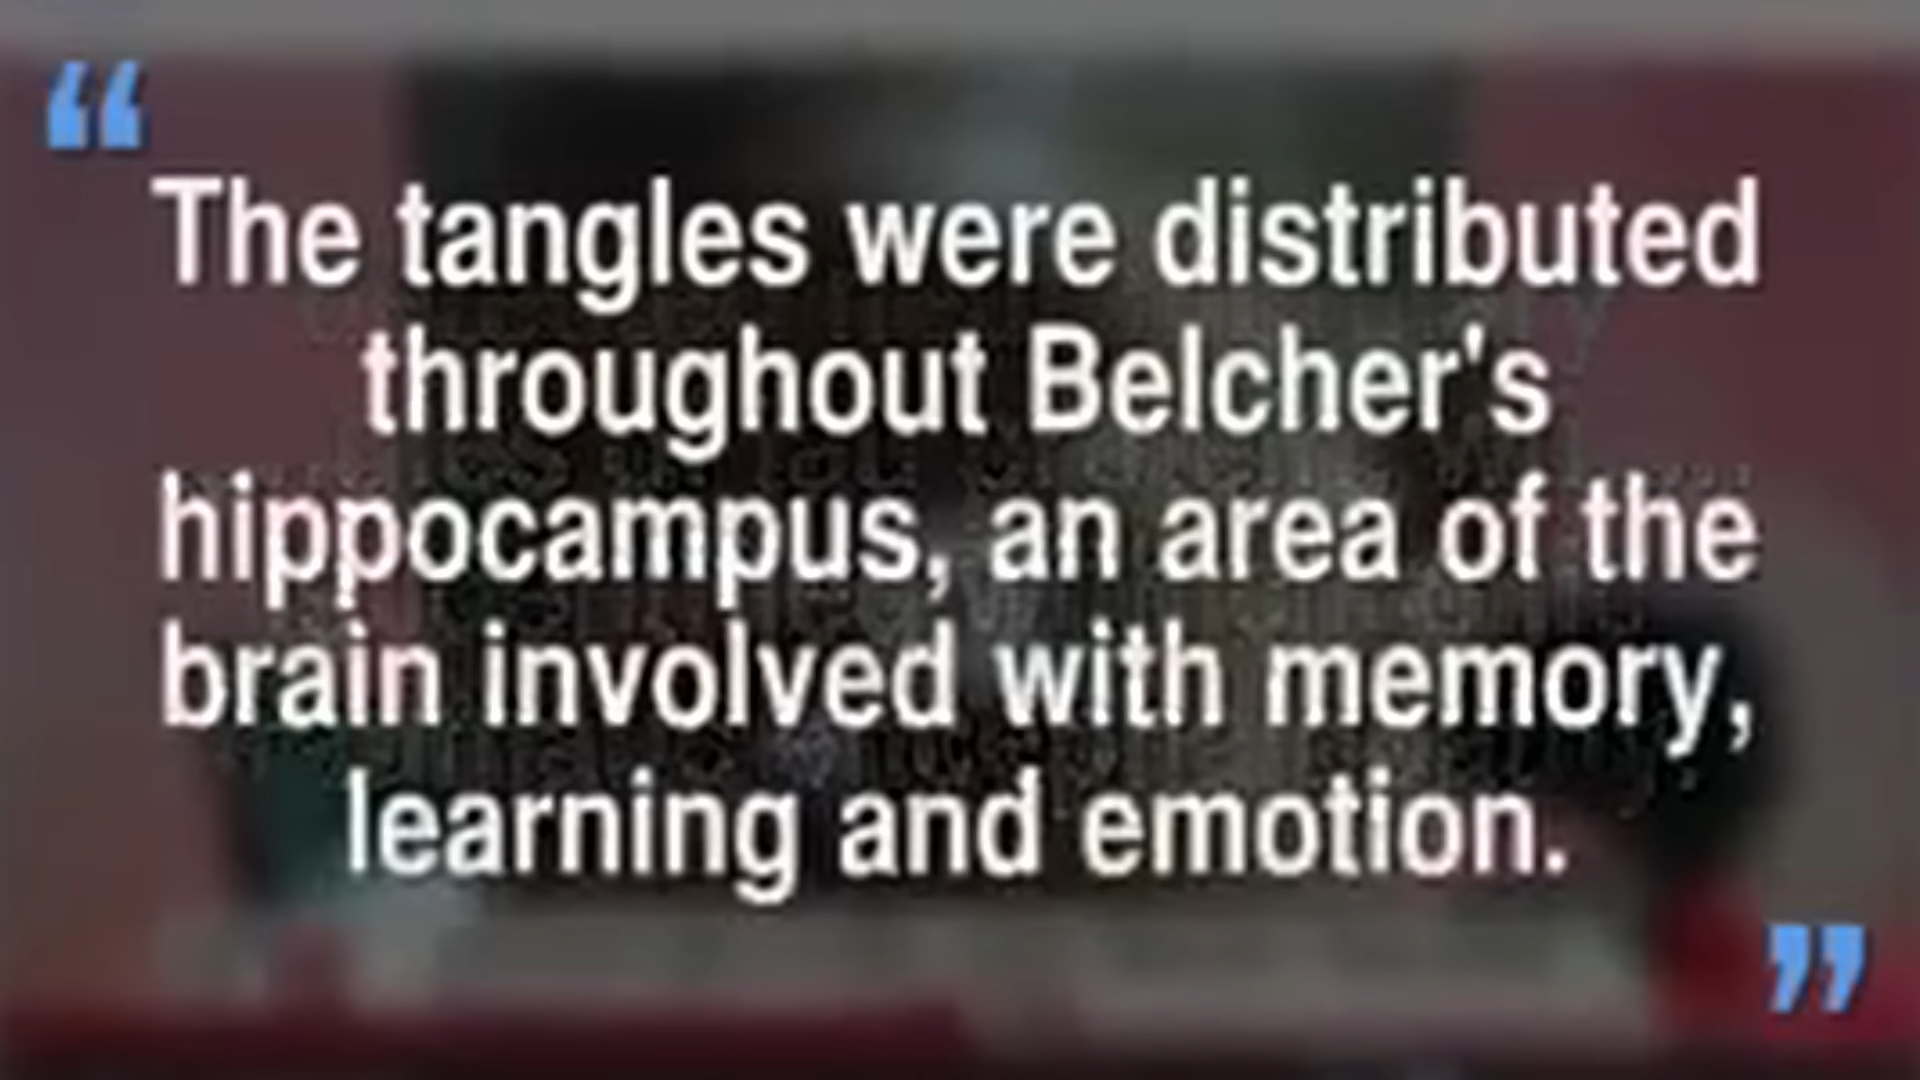 “
The tangles were distributed
throughout Belcher's
hippocampus, an area of the
brain involved with memory,
learning and emotion.
”